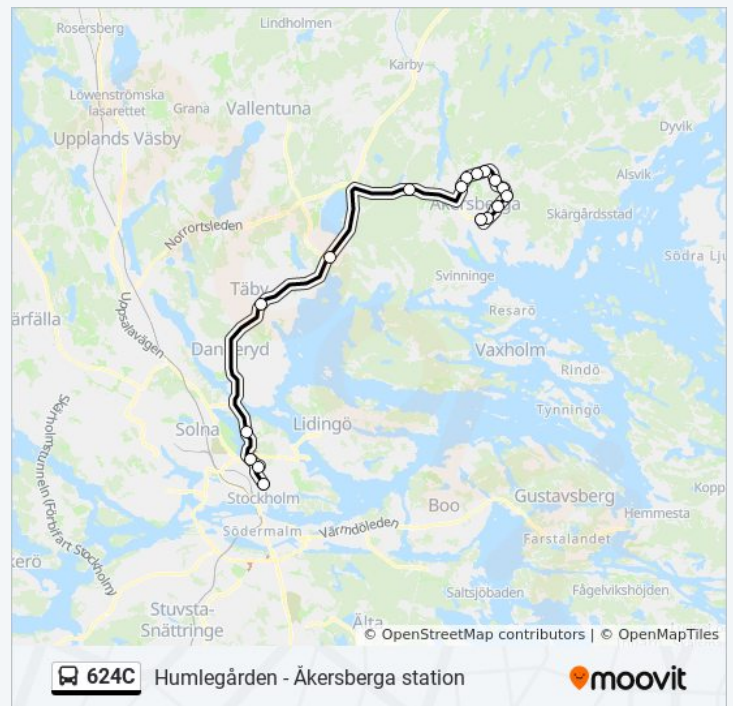 Rosersberg
Lindholmen
Karby
Löwenströmska
lasarettet
Grana
Vallentuna
Dyvik
Upplands Väsby
Alsvik
Åkersberga
Skärgårdsstad
Norrortsleden
Södra Lju
Svinninge
Täby
Uppsalavägen
Resarö
ärfälla
Danderyd
Vaxholm
Rindö
Tynningö
Skärholmstunneln (Förbifart Stockholm)
Solna
Lidingö
Stockholm
Boo
Gustavsberg
Kopp
Hemmesta
Södermalm
Värmdöleden
Farstalandet
kerö
Saltsjöbaden
Fågelvikshöjden
Stuvsta-
Snättringe
Älta
© OpenStreetMap contributors | © OpenMapTiles
624C Humlegården - Åkersberga station moovit